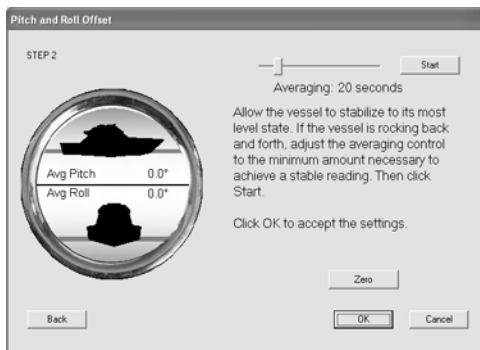 Pitch and Roll Offset
STEP 2
Start
Averaging: 20 seconds
Allow the vessel to stabilize to its most
level state. If the vessel is rocking back
and forth, adjust the averaging control
to the minimum amount necessary to
achieve a stable reading. Then click
Start.
Click OK to accept the settings.
Avg Pitch 0.0°
Avg Roll 0.0°
Zero
Back
OK
Cancel